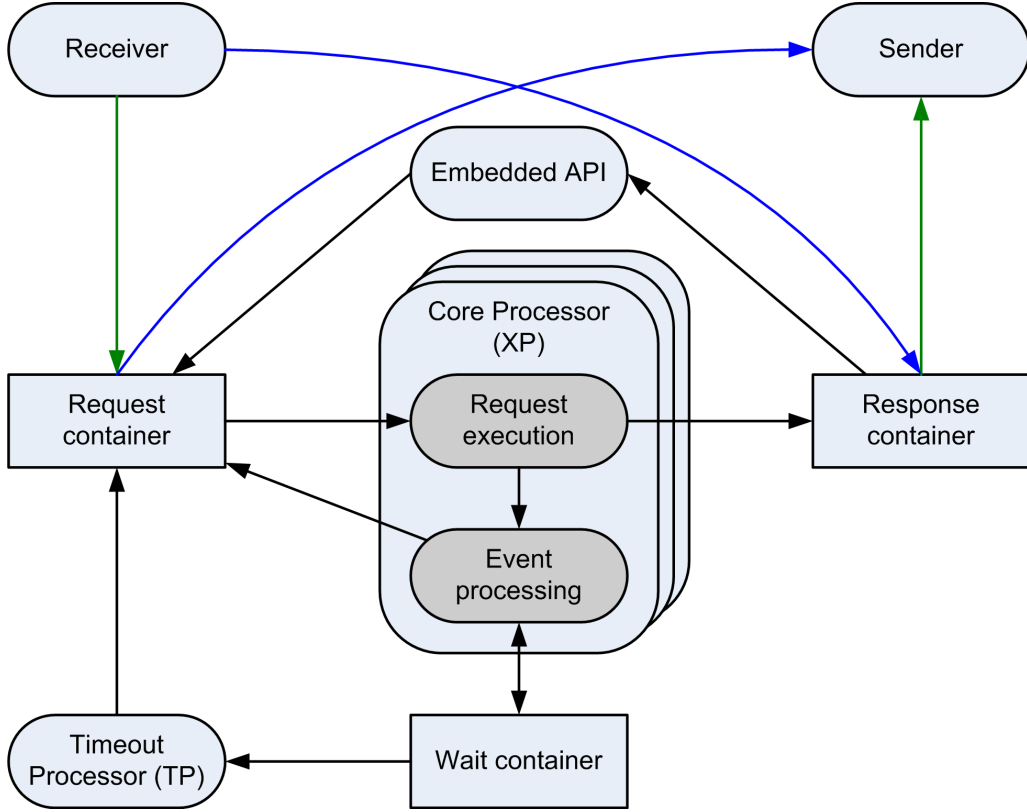 Receiver
Sender
Embedded API
Core Processor
(XP)
Request
container
Request
execution
Response
container
Event
processing
Timeout
Processor (TP)
Wait container